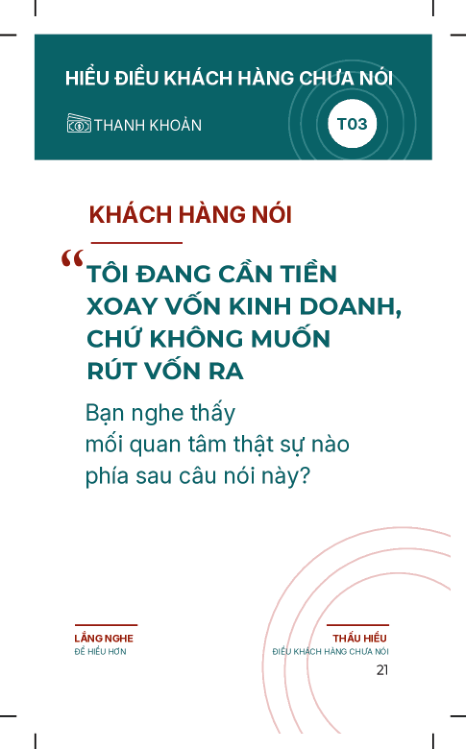 HIỂU ĐIỀU KHÁCH HÀNG CHƯA NÓI
THANH KHOẢN
T03
KHÁCH HÀNG NÓI
“TÔI ĐANG CẦN TIỀN
XOAY VỐN KINH DOANH,
CHỨ KHÔNG MUỐN
RÚT VỐN RA
Bạn nghe thấy
mối quan tâm thật sự nào
phía sau câu nói này?
LẮNG NGHE
ĐỂ HIỂU HƠN
THẤU HIỂU
ĐIỀU KHÁCH HÀNG CHƯA NÓI
21